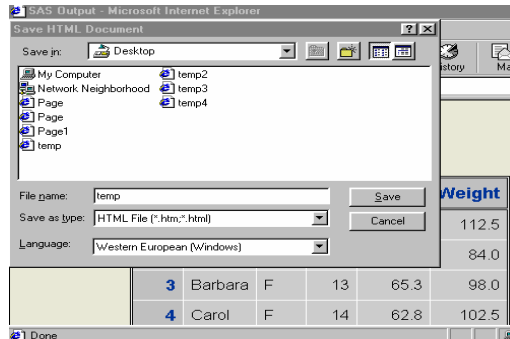 SAS Output - Microsoft Internet Explorer
Save HTML Document
Save in: Desktop
My Computer
Network Neighborhood
Page
Page
Page1
temp
temp2
temp3
temp4
File name: temp
Save
Save as type: HTML File (*.htm;*.html)
Cancel
Language: Western European (Windows)
Weight
112.5
84.0
3 Barbara F 13 65.3 98.0
4 Carol F 14 62.8 102.5
Done